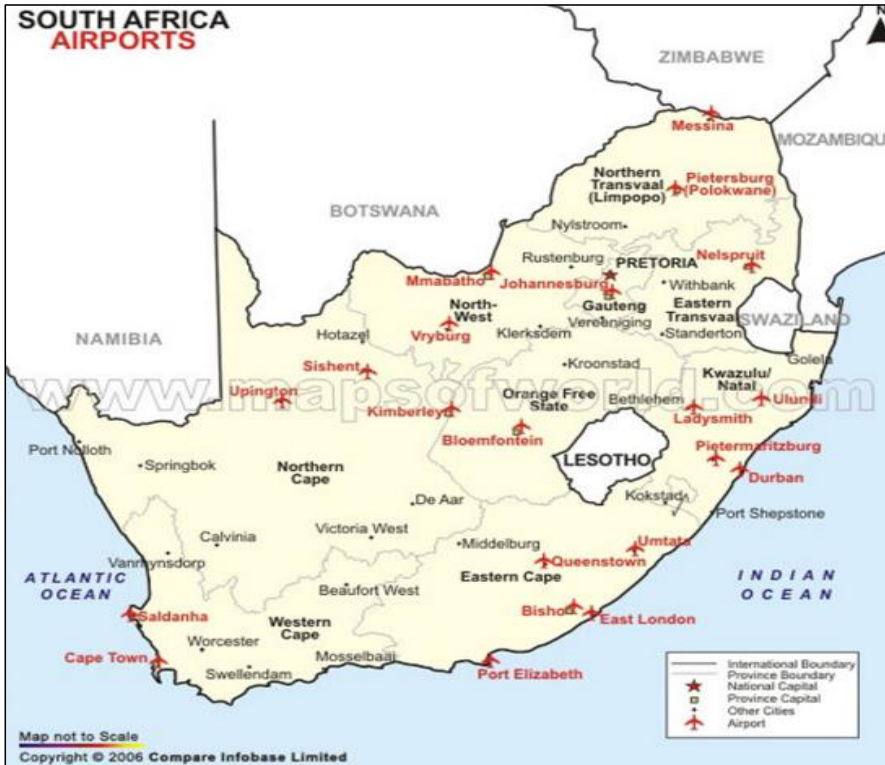 SOUTH AFRICA
AIRPORTS
N
ZIMBABWE
Messina
MOZAMBIQU
Northern
Transvaal
(Limpopo)
Pietersburg
(Polokwane)
BOTSWANA
Nylstroom
Rustenburg
PRETORIA
Nelspruit
Mmabatho
Johannesburg
Withbank
Gauteng
Eastern
Transvaal
North-
West
Vereeniging
SWAZILAND
NAMIBIA
Vryburg
Klerksdem
Standerton
Hotazel
Golela
Sishent
Kroonstad
Kwazulu/
Natal
www.mapsofworld.com
Upington
Orange Free
State
Bethlehem
Ulundi
Kimberley
Ladysmith
Bloemfontein
Pietermaritzburg
Port Nolloth
Springbok
Northern
Cape
LESOTHO
Durban
De Aar
Kokstad
Port Shepstone
Calvinia
Victoria West
Middelburg
Umtata
Vanrhynsdorp
Queenstown
ATLANTIC
OCEAN
Eastern Cape
INDIAN
OCEAN
Beaufort West
Saldanha
Western
Cape
Bisho
East London
Worcester
Cape Town
Mosselbaai
Swellendam
Port Elizabeth
International Boundary
Province Boundary
National Capital
Province Capital
Other Cities
Airport
Map not to Scale
Copyright © 2006 Compare Infobase Limited